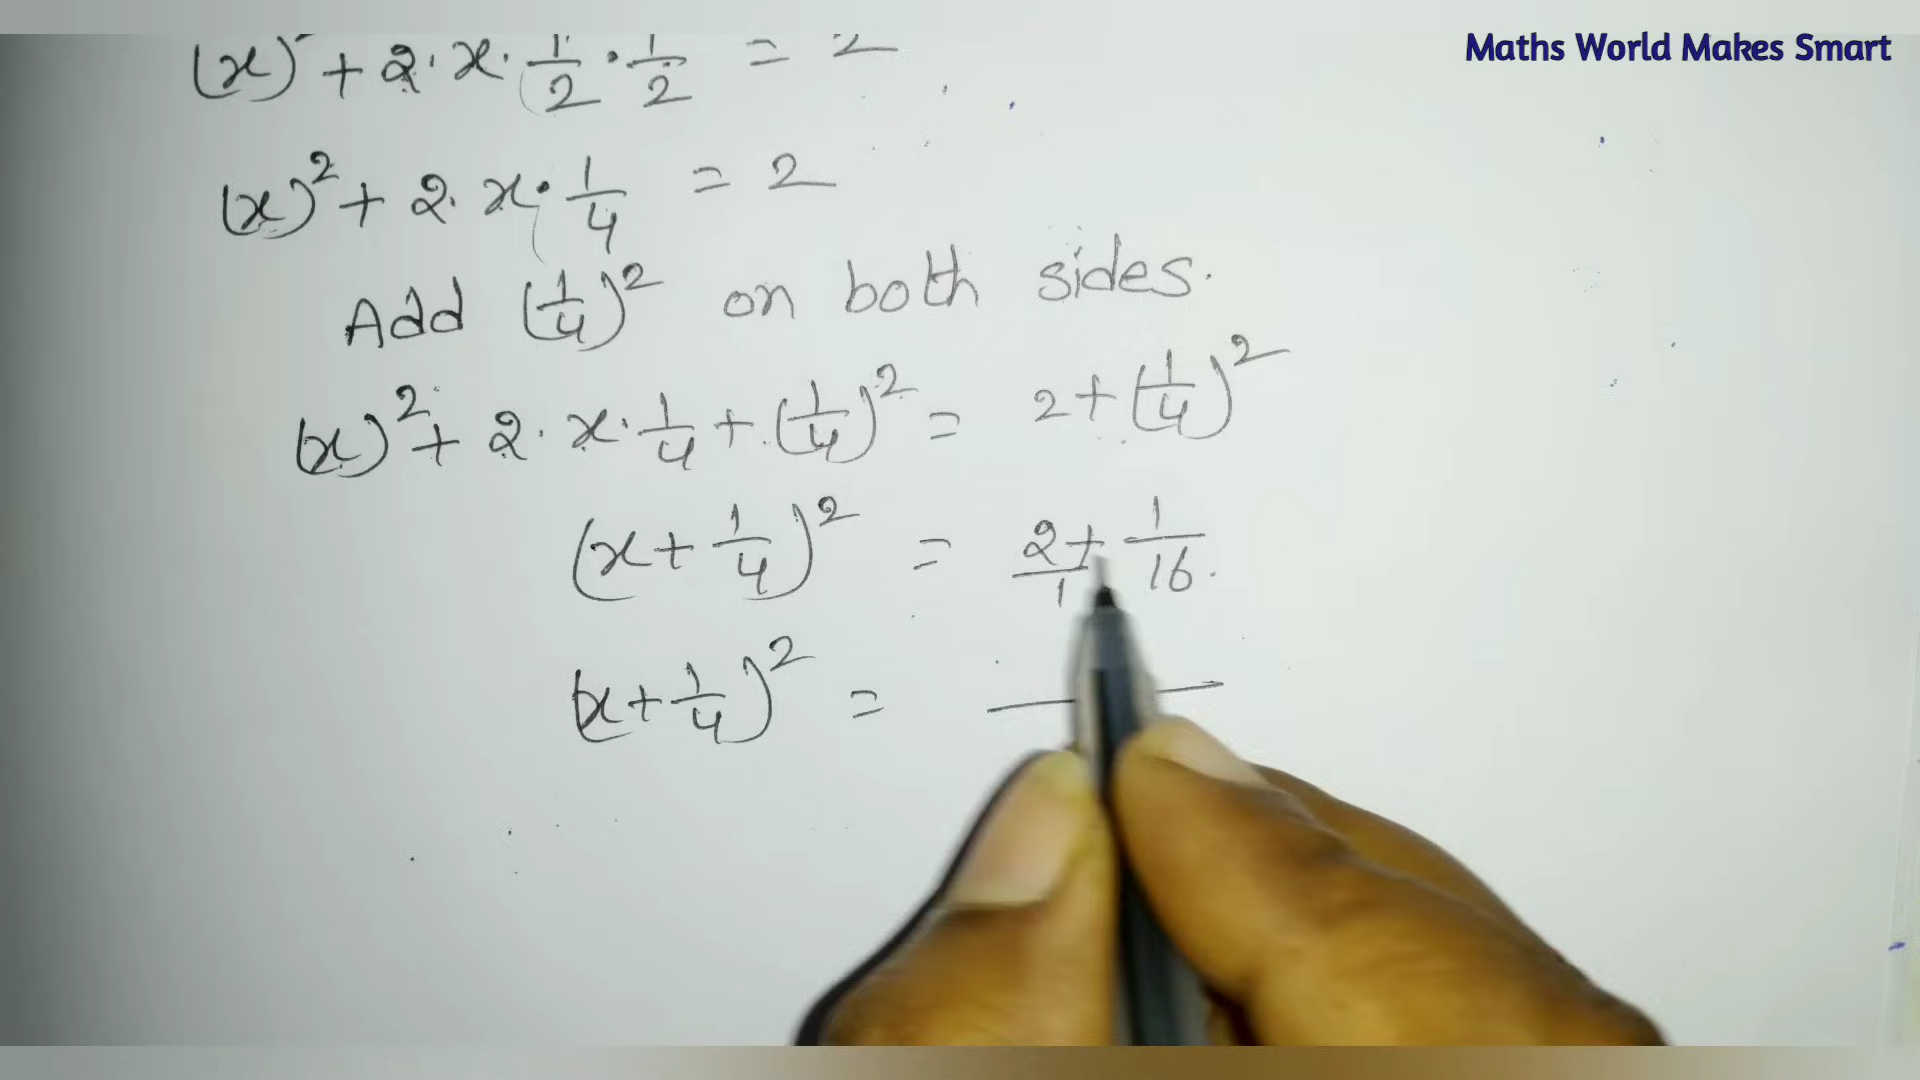 Maths World Makes Smart
(x)² + 2 · x · 1/2 · 1/2 = 2
(x)² + 2 · x · 1/4 = 2
Add (1/4)² on both sides.
(x)² + 2 · x · 1/4 + (1/4)² = 2 + (1/4)²
(x + 1/4)² = 2/1 + 1/16
(x + 1/4)² =